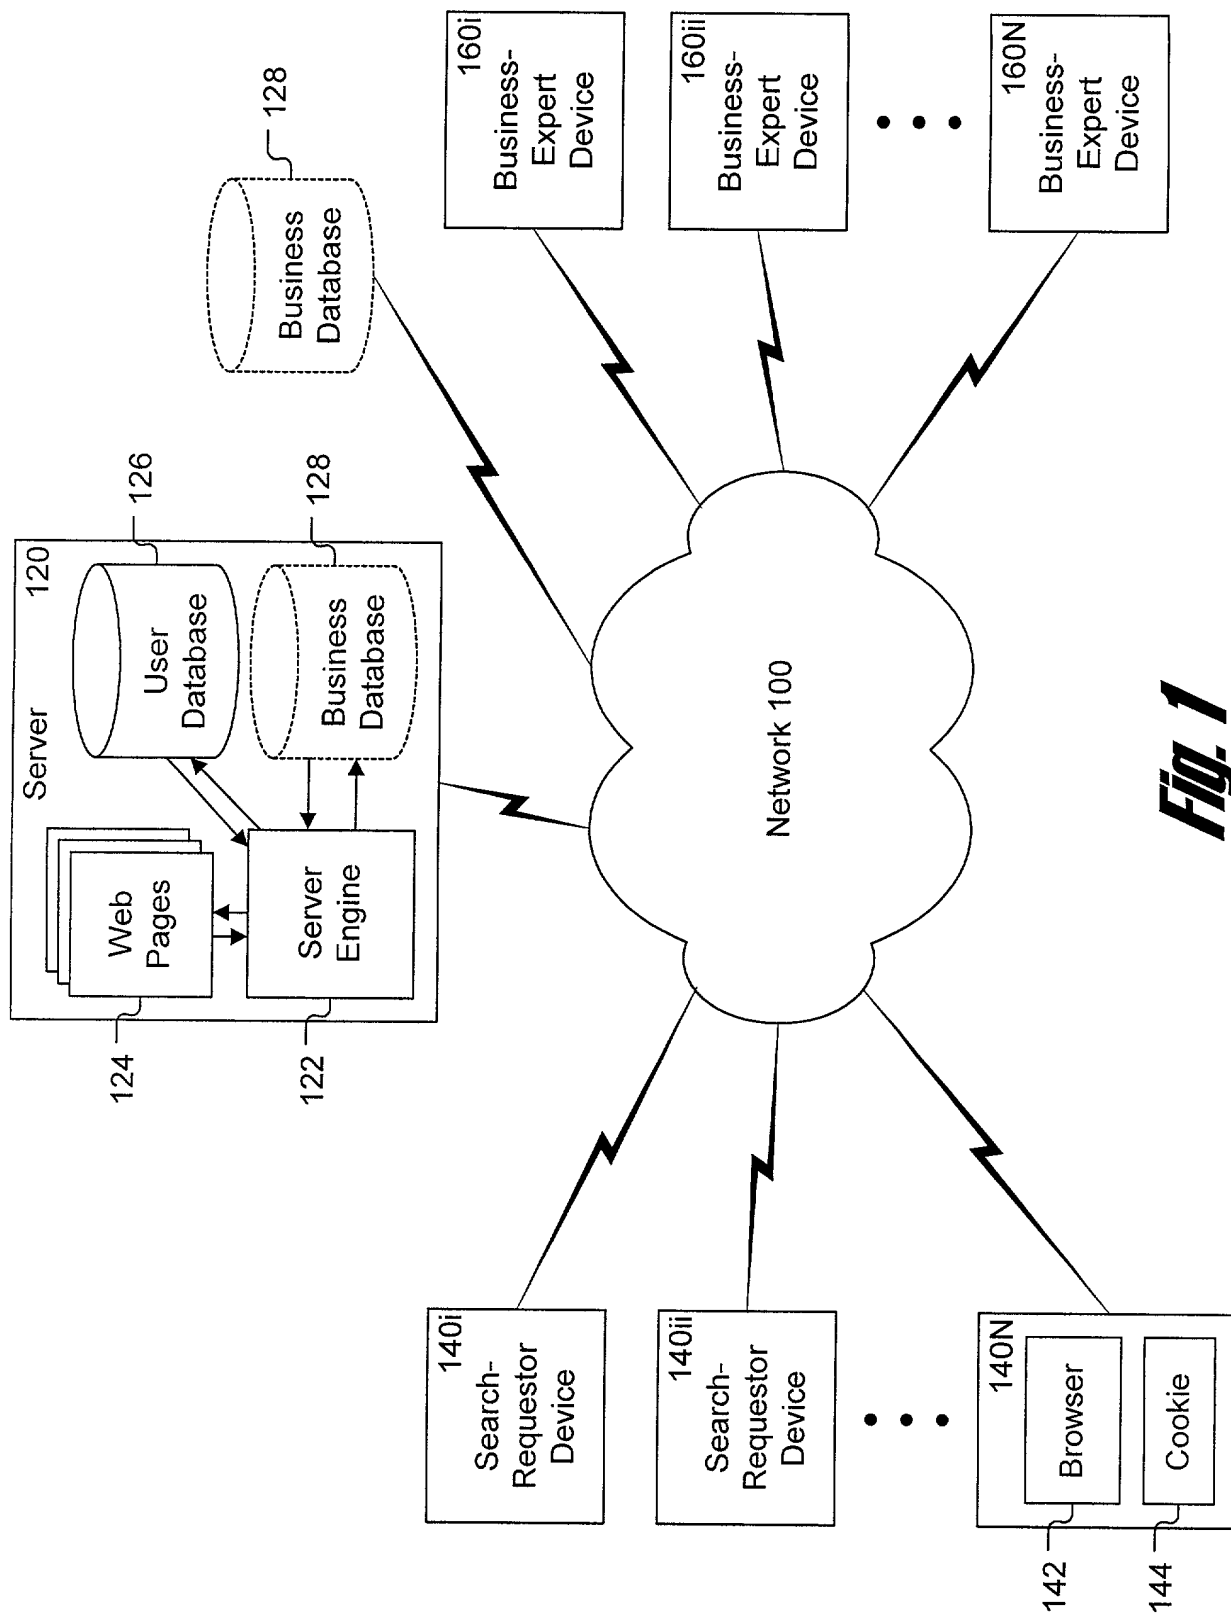 Server
120
Web
Pages
124
Server
Engine
122
User
Database
126
Business
Database
128
Business
Database
128
Network 100
140i
Search-
Requestor
Device
140ii
Search-
Requestor
Device
140N
Browser
142
Cookie
144
160i
Business-
Expert
Device
160ii
Business-
Expert
Device
160N
Business-
Expert
Device
Fig. 1